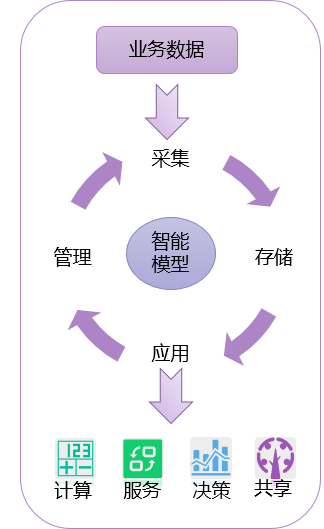 业务数据
采集
管理
智能
模型
存储
应用
123
计算
服务
决策
共享